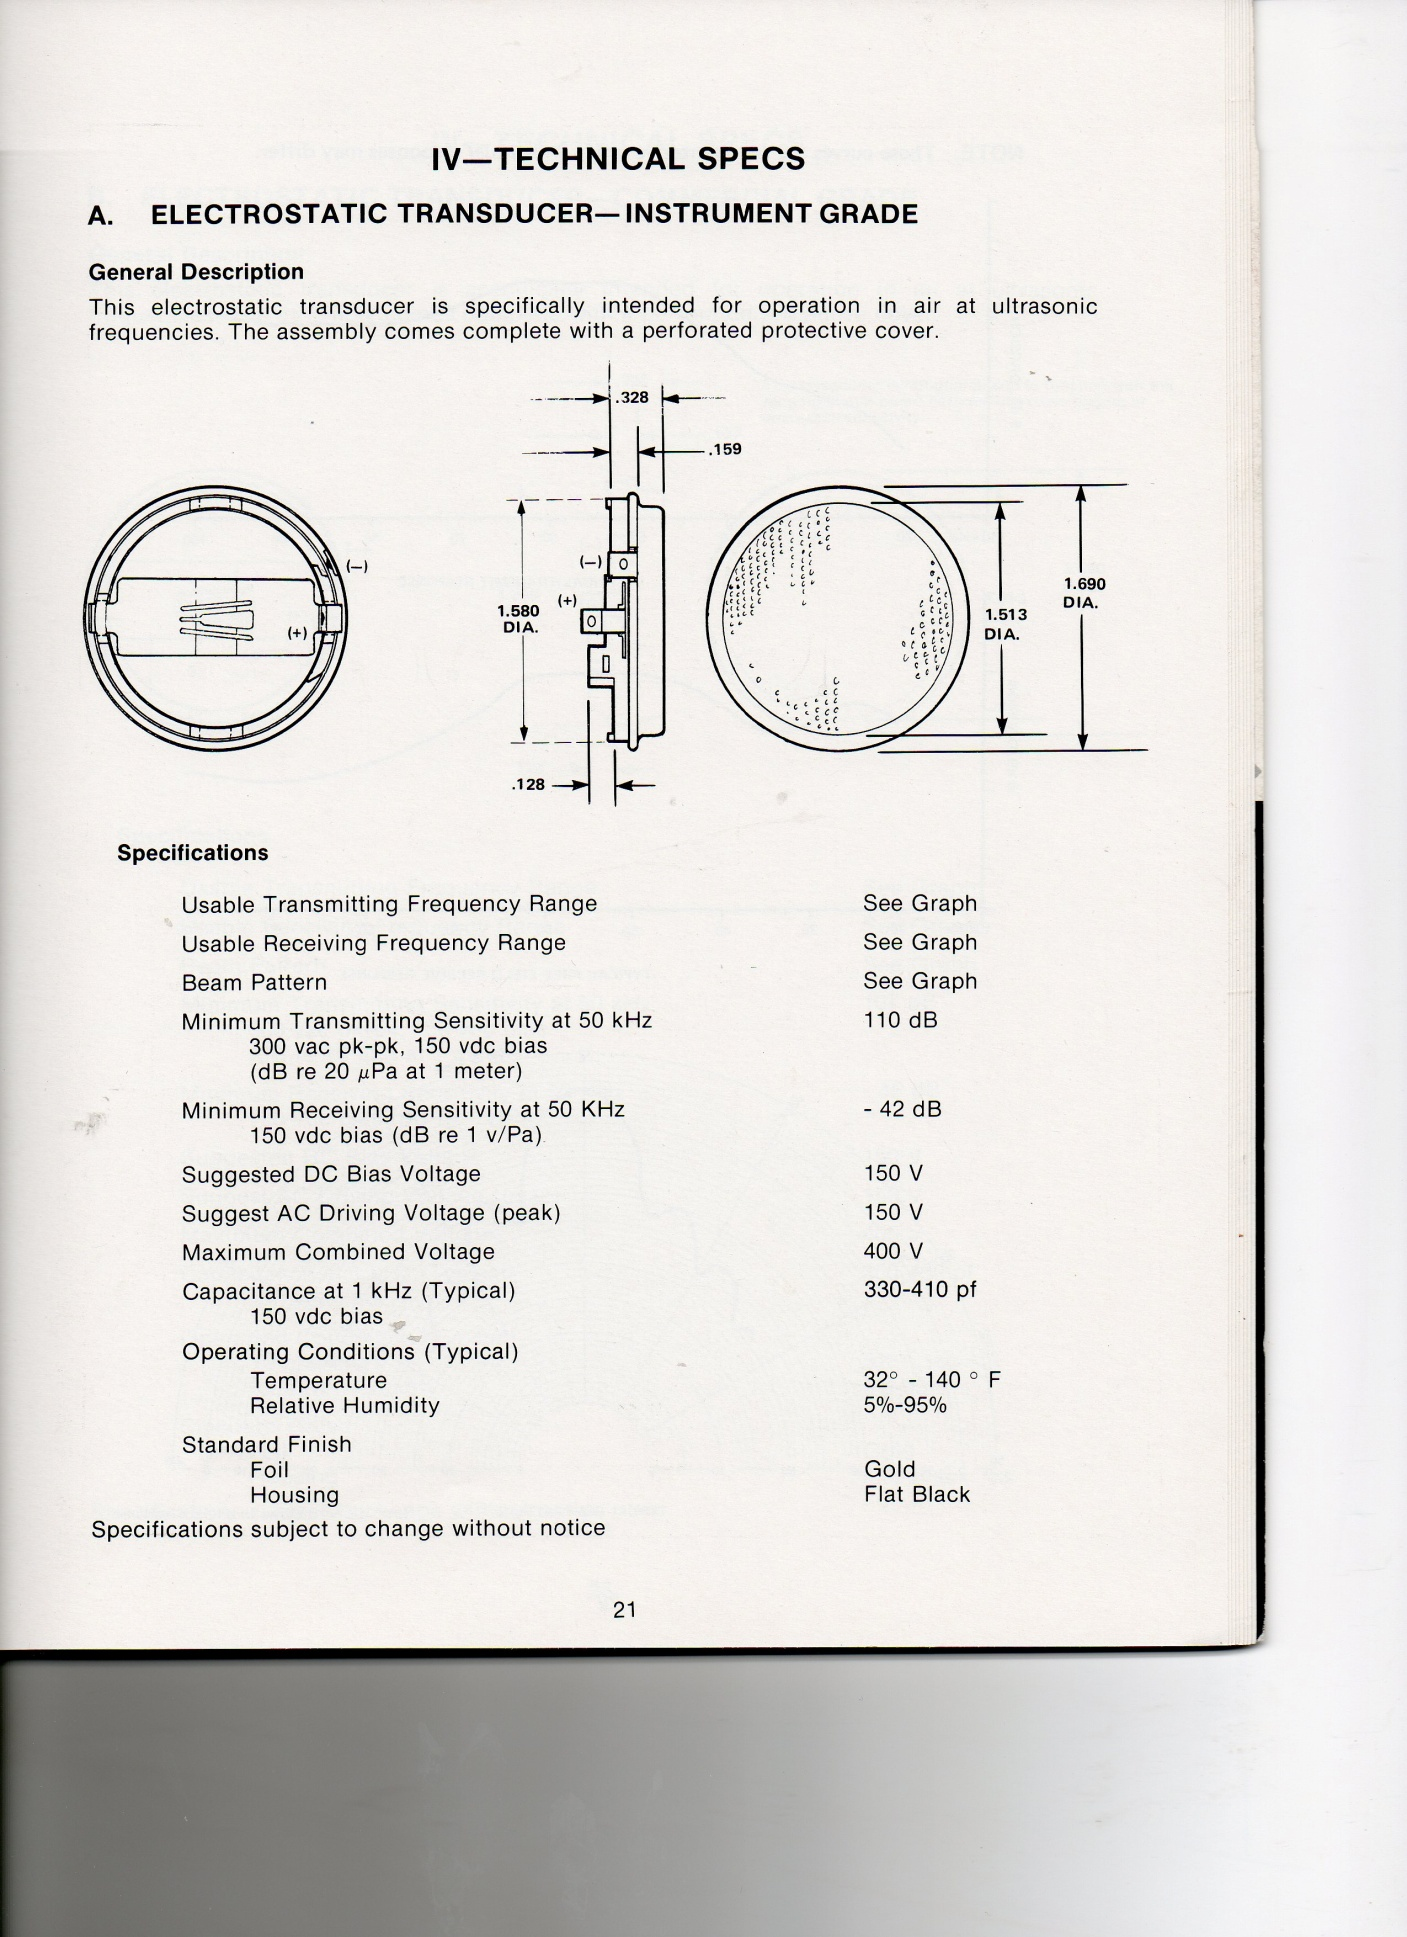 IV—TECHNICAL SPECS
A. ELECTROSTATIC TRANSDUCER—INSTRUMENT GRADE
General Description
This electrostatic transducer is specifically intended for operation in air at ultrasonic
frequencies. The assembly comes complete with a perforated protective cover.
.328
.159
(—)
(+)
(—)
(+)
1.580
DIA.
1.513
DIA.
1.690
DIA.
.128
Specifications
Usable Transmitting Frequency Range See Graph
Usable Receiving Frequency Range See Graph
Beam Pattern See Graph
Minimum Transmitting Sensitivity at 50 kHz 110 dB
300 vac pk-pk, 150 vdc bias
(dB re 20 µPa at 1 meter)
Minimum Receiving Sensitivity at 50 KHz - 42 dB
150 vdc bias (dB re 1 v/Pa)
Suggested DC Bias Voltage 150 V
Suggest AC Driving Voltage (peak) 150 V
Maximum Combined Voltage 400 V
Capacitance at 1 kHz (Typical) 330-410 pf
150 vdc bias
Operating Conditions (Typical)
Temperature 32° - 140 ° F
Relative Humidity 5%-95%
Standard Finish
Foil Gold
Housing Flat Black
Specifications subject to change without notice
21